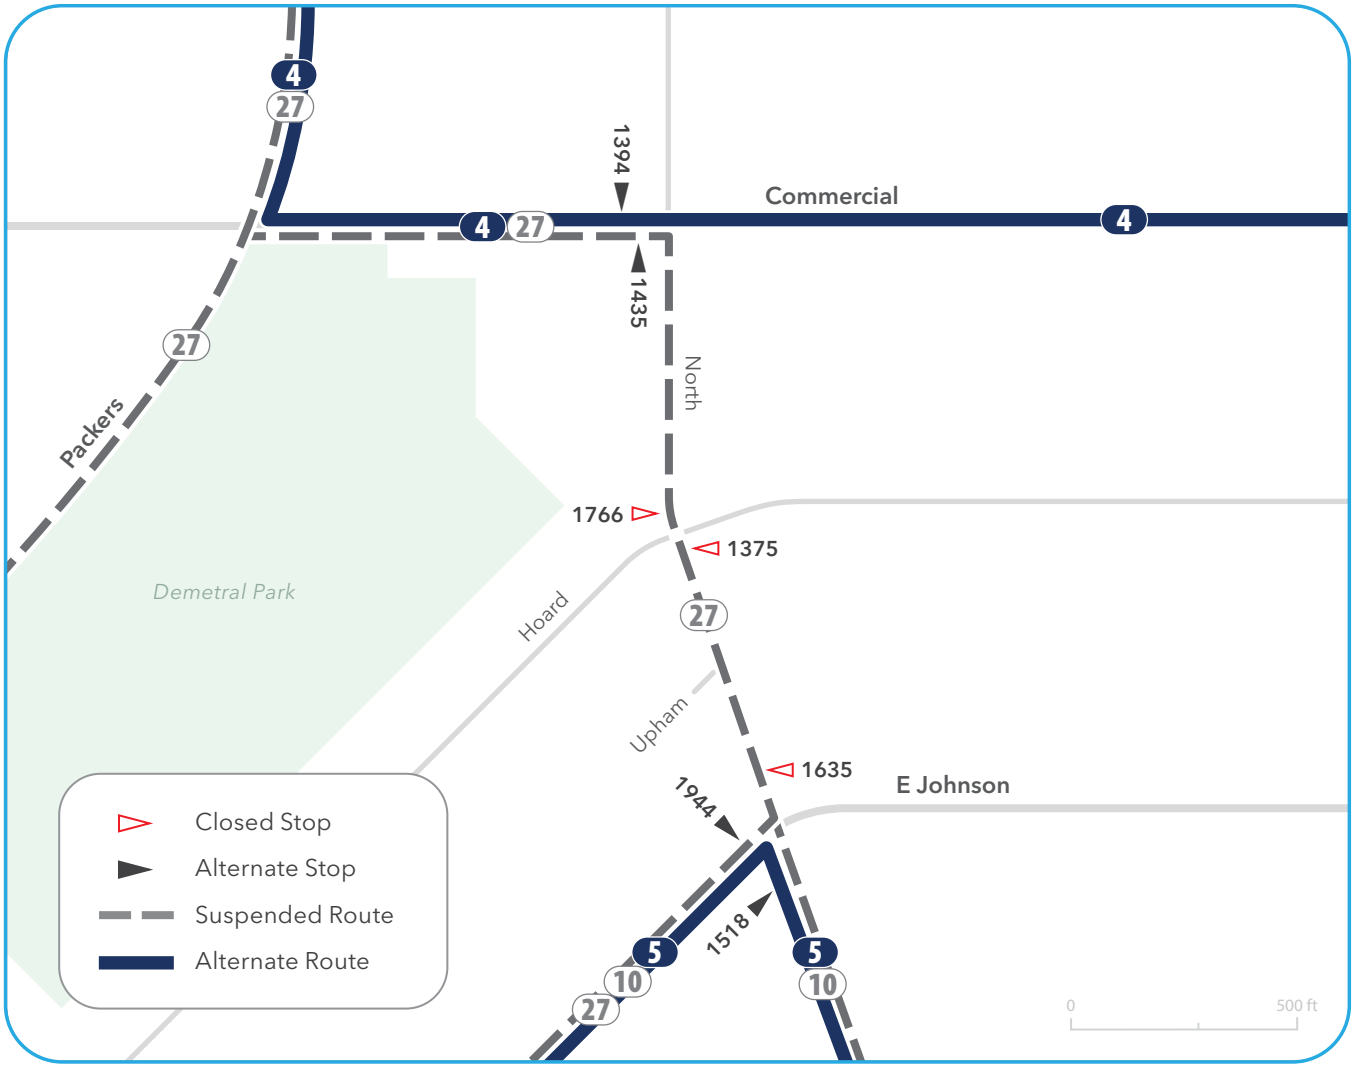 4
27
1394
Commercial
4
27
4
1435
27
North
Packers
1766
1375
Demetral Park
Hoard
27
Upham
1635
1944
E Johnson
Closed Stop
Alternate Stop
Suspended Route
Alternate Route
1518
5
5
10
10
27
0
500 ft